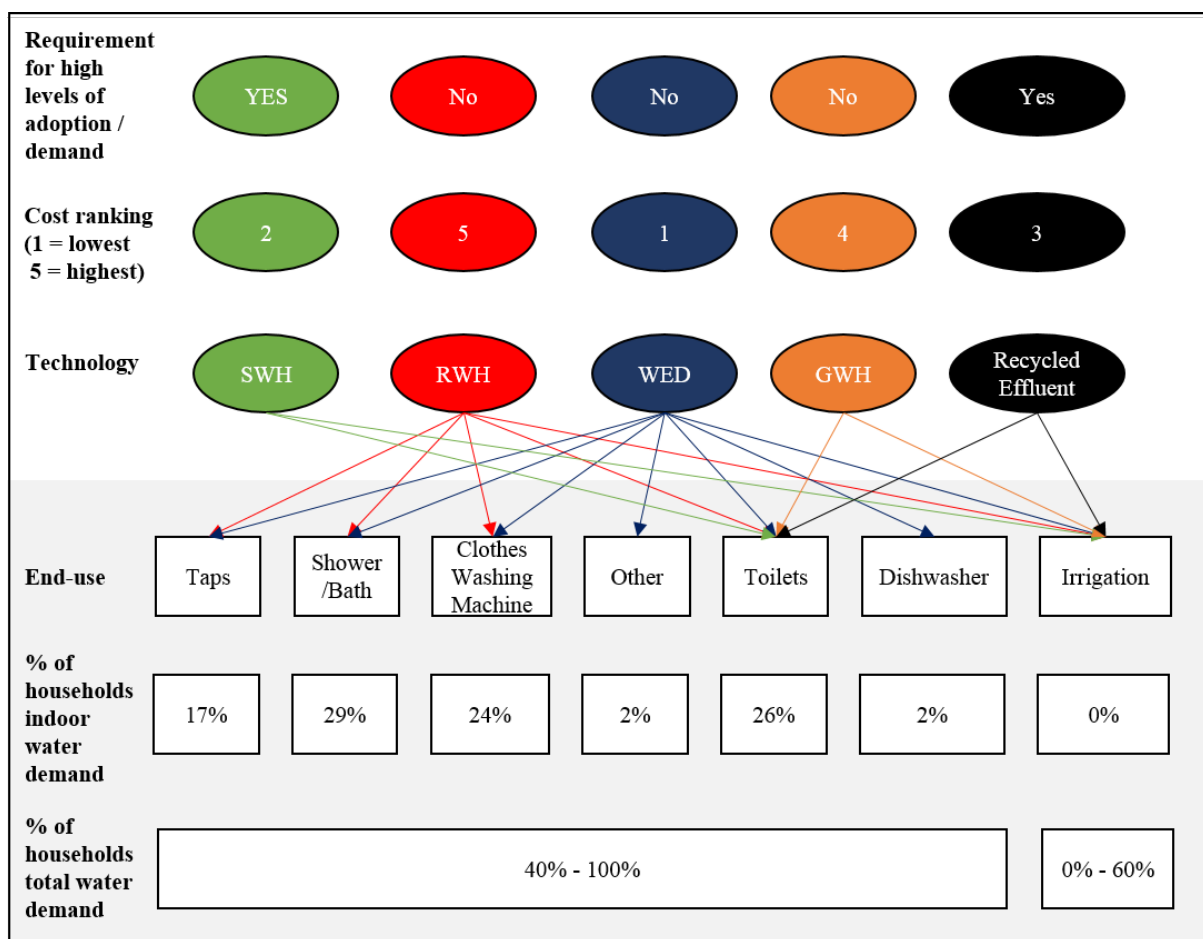 Requirement
for high
levels of
adoption /
demand
YES
No
No
No
Yes
Cost ranking
(1 = lowest
5 = highest)
2
5
1
4
3
Technology
SWH
RWH
WED
GWH
Recycled
Effluent
End-use
Taps
Shower
/Bath
Clothes
Washing
Machine
Other
Toilets
Dishwasher
Irrigation
% of
households
indoor
water
demand
17%
29%
24%
2%
26%
2%
0%
% of
households
total water
demand
40% - 100%
0% - 60%